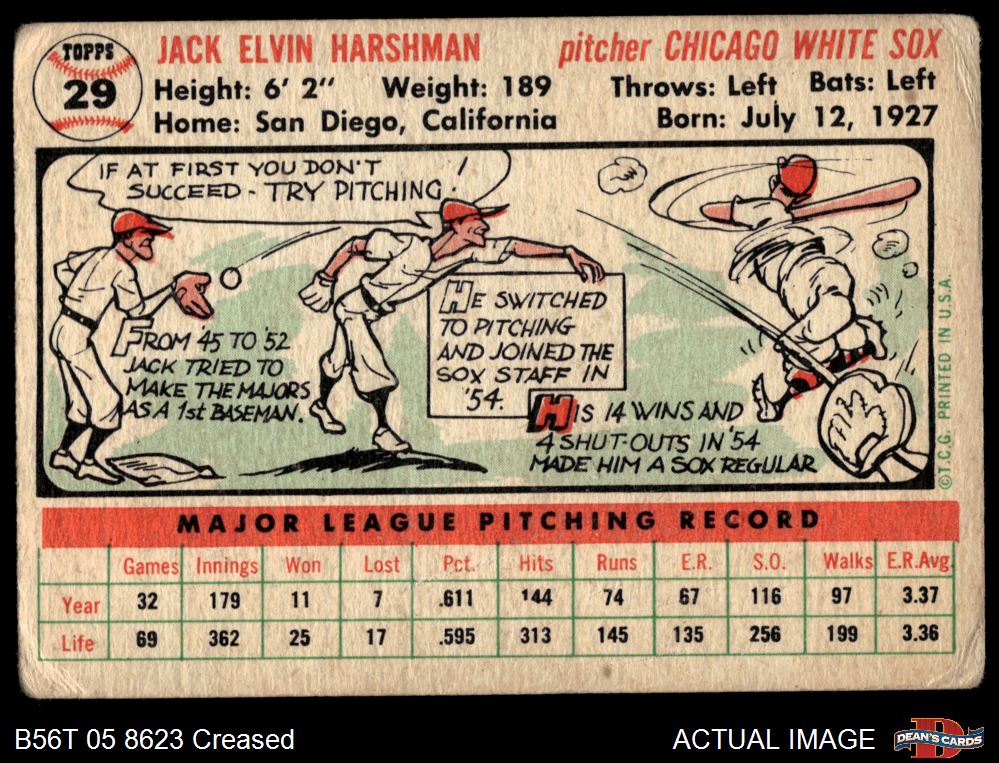 TOPPS
29
JACK ELVIN HARSHMAN pitcher CHICAGO WHITE SOX
Height: 6' 2" Weight: 189 Throws: Left Bats: Left
Home: San Diego, California Born: July 12, 1927
IF AT FIRST YOU DON'T
SUCCEED - TRY PITCHING!
FROM '45 TO '52
JACK TRIED TO
MAKE THE MAJORS
AS A 1st BASEMAN.
HE SWITCHED
TO PITCHING
AND JOINED THE
SOX STAFF IN
'54.
HIS 14 WINS AND
4 SHUT-OUTS IN '54
MADE HIM A SOX REGULAR
©T.C.G. PRINTED IN U.S.A.
MAJOR LEAGUE PITCHING RECORD
Games Innings Won Lost Pct. Hits Runs E.R. S.O. Walks E.R.Avg.
Year 32 179 11 7 .611 144 74 67 116 97 3.37
Life 69 362 25 17 .595 313 145 135 256 199 3.36
B56T 05 8623 Creased ACTUAL IMAGE DEAN'S CARDS